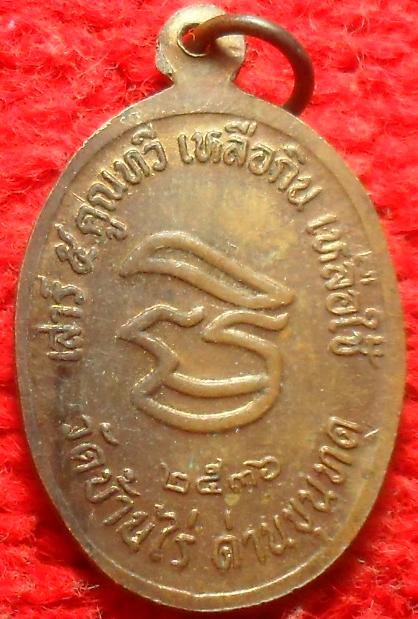 เสาร์ ๕ คูณทวี เหลือกิน เหลือใช้
๒๕๓๖
วัดบ้านไร่ ด่านขุนทด